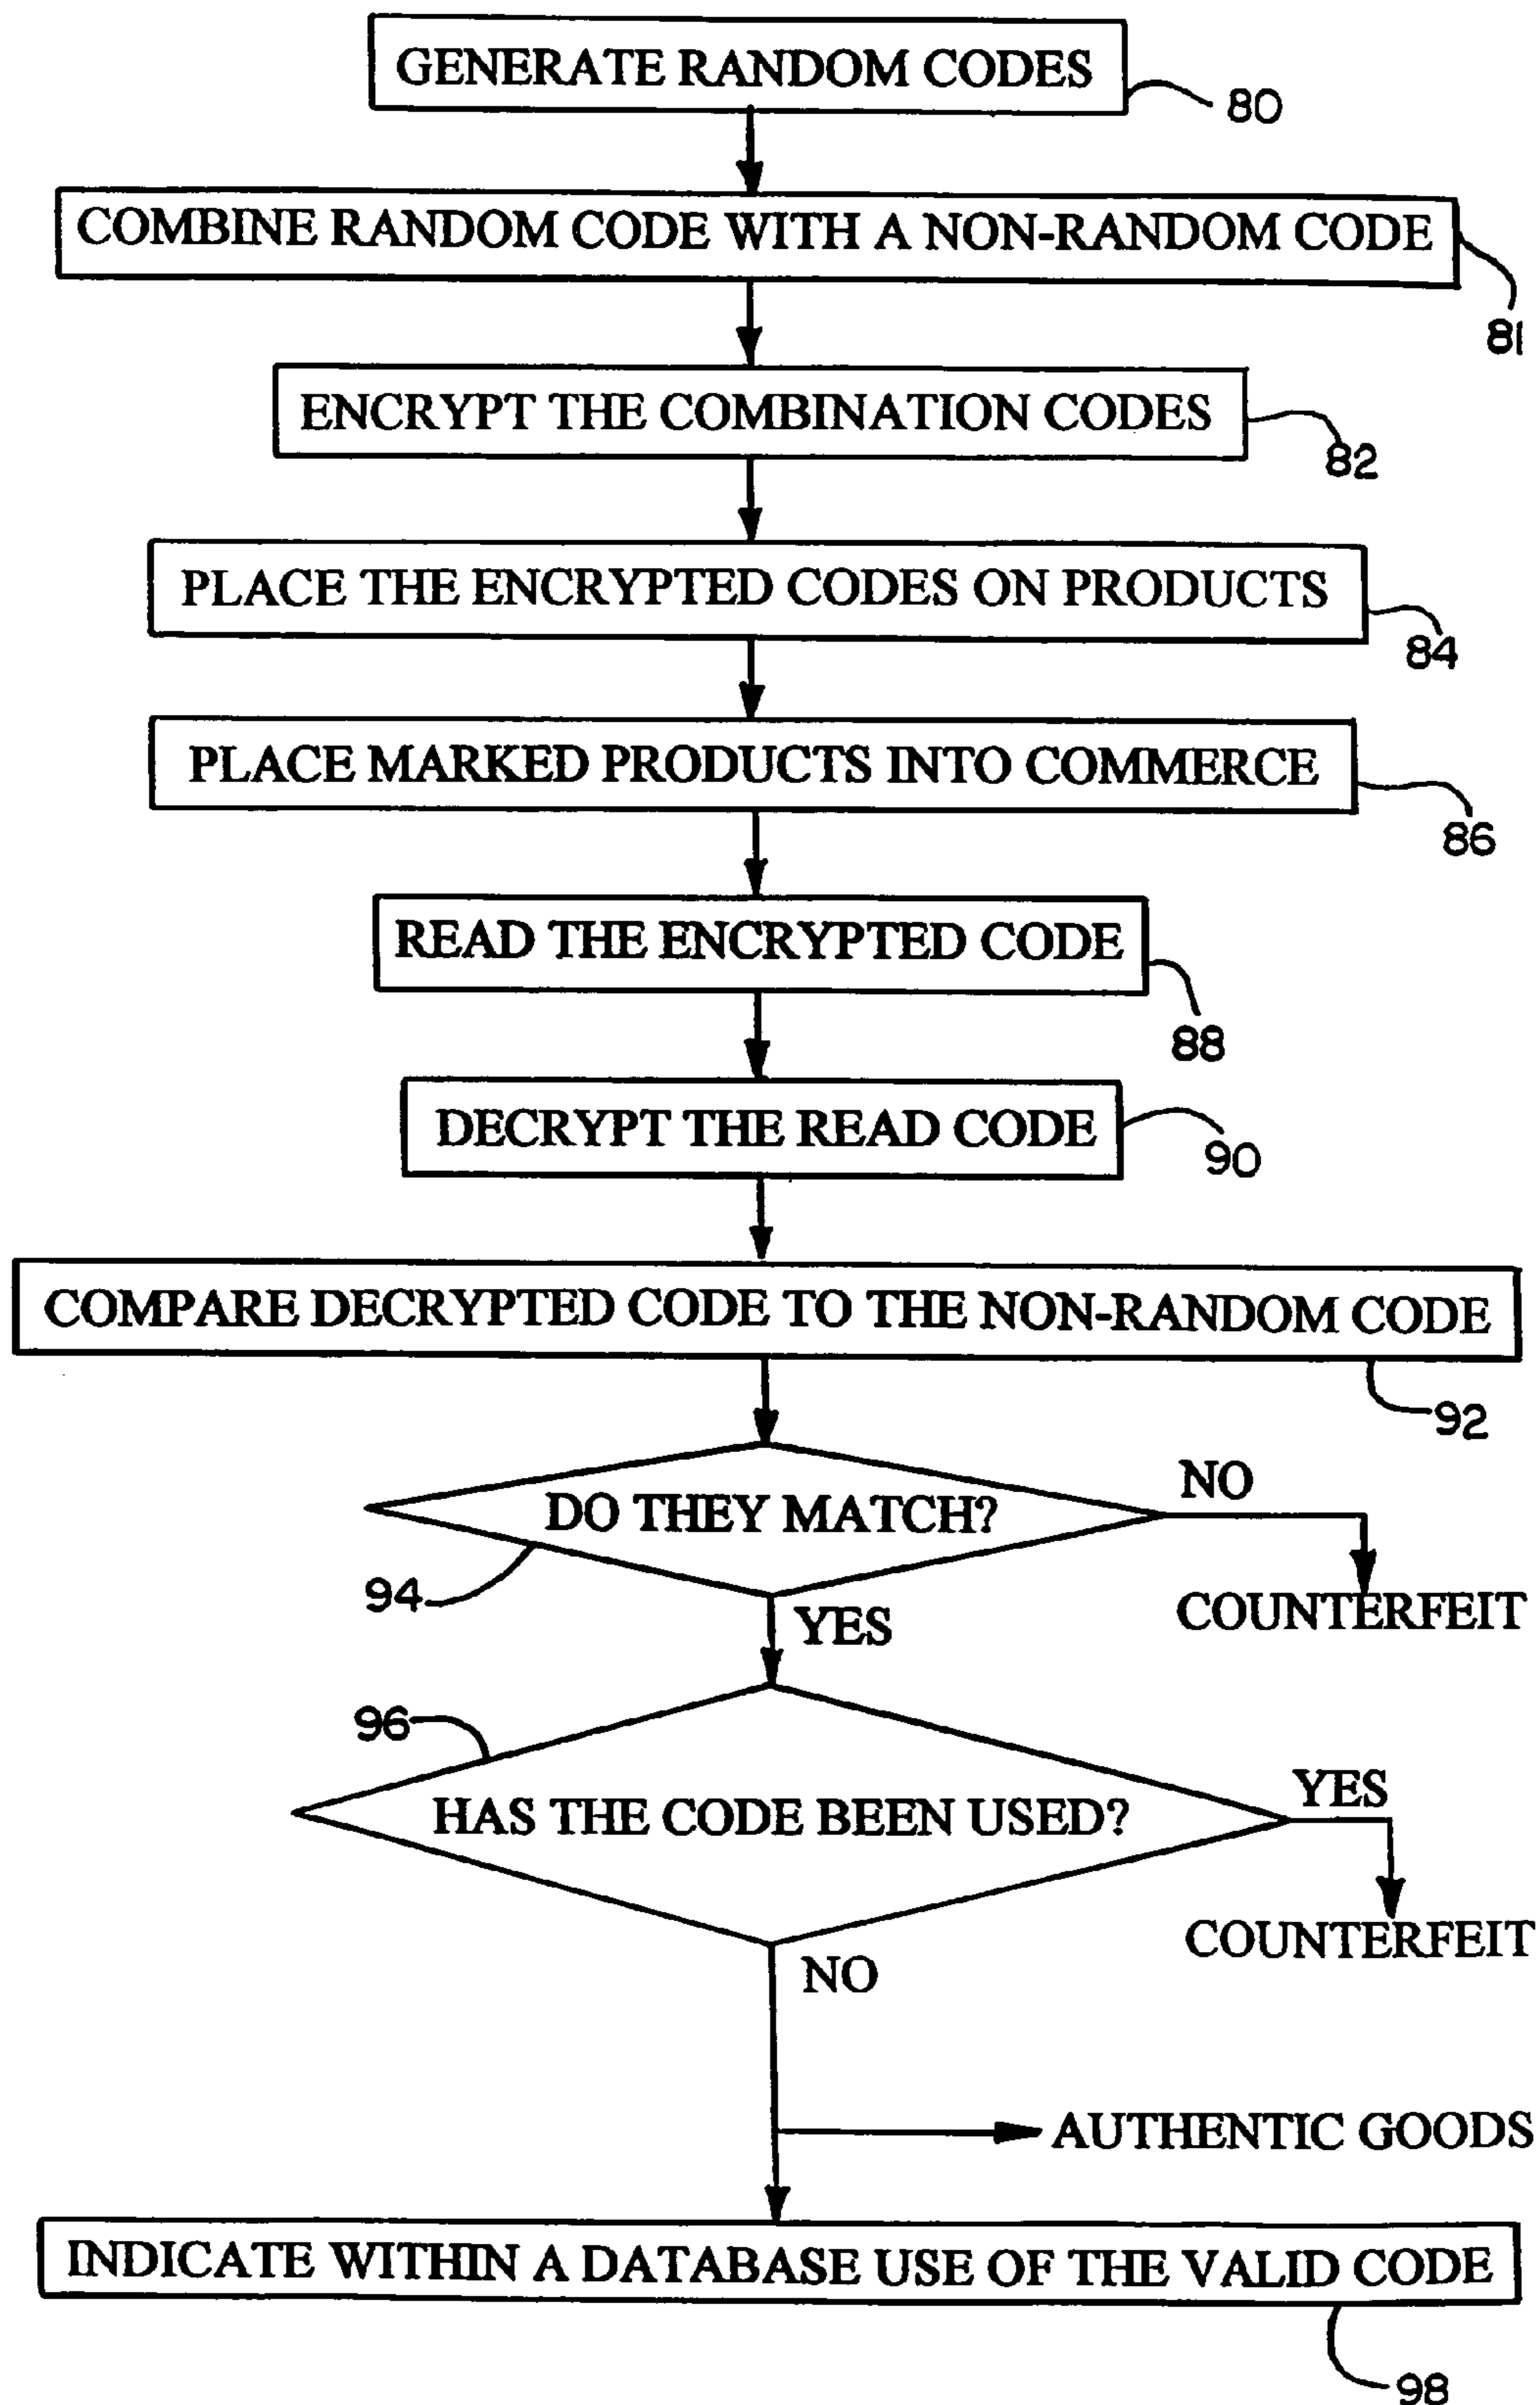 GENERATE RANDOM CODES
80
COMBINE RANDOM CODE WITH A NON-RANDOM CODE
81
ENCRYPT THE COMBINATION CODES
82
PLACE THE ENCRYPTED CODES ON PRODUCTS
84
PLACE MARKED PRODUCTS INTO COMMERCE
86
READ THE ENCRYPTED CODE
88
DECRYPT THE READ CODE
90
COMPARE DECRYPTED CODE TO THE NON-RANDOM CODE
92
DO THEY MATCH?
NO
94
COUNTERFEIT
YES
96
HAS THE CODE BEEN USED?
YES
COUNTERFEIT
NO
AUTHENTIC GOODS
INDICATE WITHIN A DATABASE USE OF THE VALID CODE
98